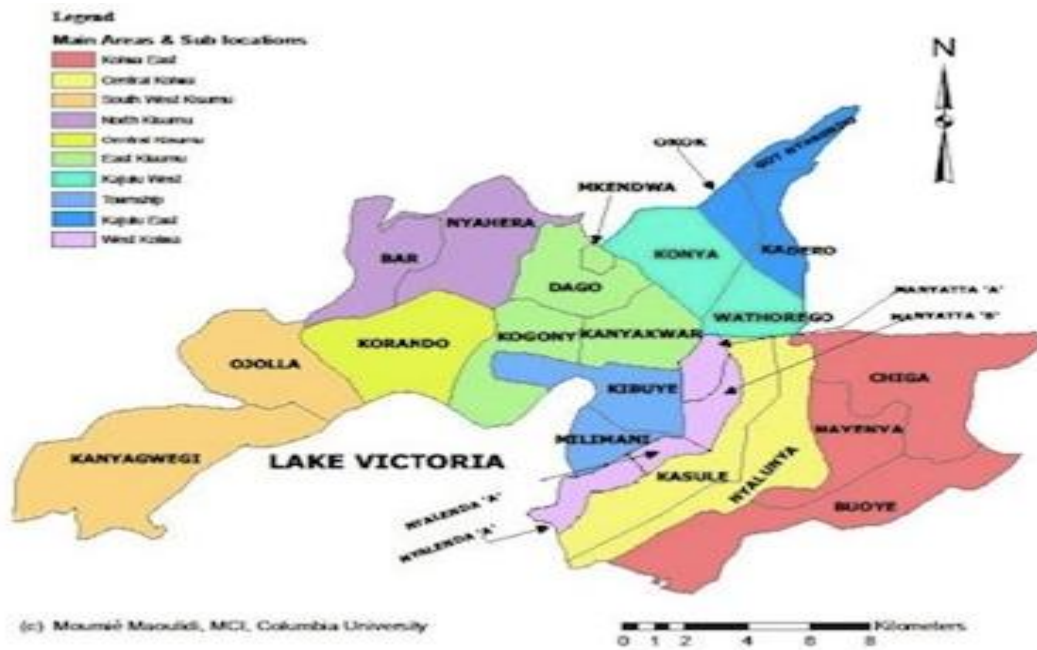 Legend
Main Areas & Sub locations
Kolwa East
Central Kolwa
South West Kisumu
North Kisumu
Central Kisumu
East Kisumu
Kajulu West
Township
Kajulu East
West Kolwa
N
OKOK
MKENDWA
NYAHERA
BAR
KONYA
KADERO
DAGO
MANYATTA 'A'
WATHOREGO
MANYATTA 'B'
KOGONY
KANYAKWAR
KORANDO
OJOLLA
KIBUYE
CHIGA
MAYENYA
MILIMANI
KANYAGWEGI
LAKE VICTORIA
KASULE
NYALUNYA
BUOYE
NYALENDA 'A'
NYALENDA 'A'
(c) Moumié Maoulidi, MCI, Columbia University
Kilometers
0 1 2 4 6 8